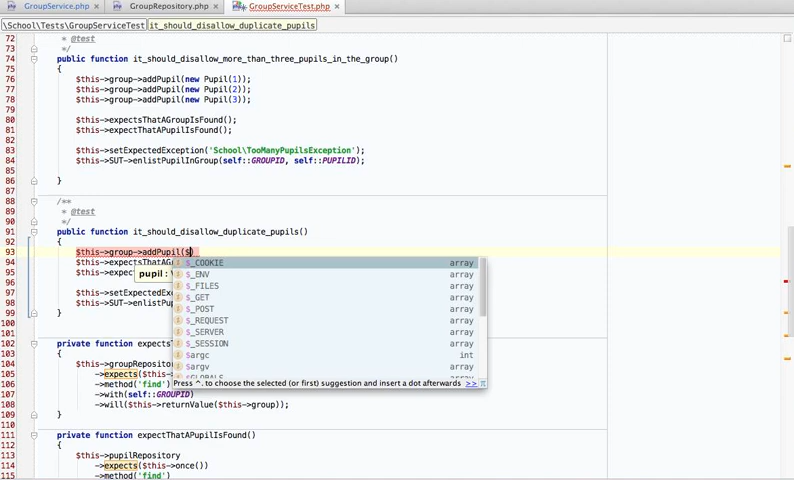 GroupService.php × GroupRepository.php × GroupServiceTest.php ×
\School\Tests\GroupServiceTest it_should_disallow_duplicate_pupils
72 * @test
73 */
74 public function it_should_disallow_more_than_three_pupils_in_the_group()
75 {
76 $this->group->addPupil(new Pupil(1));
77 $this->group->addPupil(new Pupil(2));
78 $this->group->addPupil(new Pupil(3));
79
80 $this->expectsThatAGroupIsFound();
81 $this->expectThatAPupilIsFound();
82
83 $this->setExpectedException('School\TooManyPupilsException');
84 $this->SUT->enlistPupilInGroup(self::GROUPID, self::PUPILID);
85
86 }
87
88 /**
89 * @test
90 */
91 public function it_should_disallow_duplicate_pupils()
92 {
93 $this->group->addPupil($)
94 $this->expectsThatAG
95 $this->expec
pupil :
96
97 $this->setExpectedEx
98 $this->SUT->enlistPu
99 }
$_COOKIE array
$_ENV array
$_FILES array
$_GET array
$_POST array
$_REQUEST array
$_SERVER array
$_SESSION array
$argc int
$argv array
$GLOBALS array
Press ^. to choose the selected (or first) suggestion and insert a dot afterwards >> π
100
101
102 private function expectsT
103 {
104 $this->groupReposito
105 ->expects($this-
106 ->method('find')
107 ->with(self::GROUPID)
108 ->will($this->returnValue($this->group));
109 }
110
111 private function expectThatAPupilIsFound()
112 {
113 $this->pupilRepository
114 ->expects($this->once())
115 ->method('find')